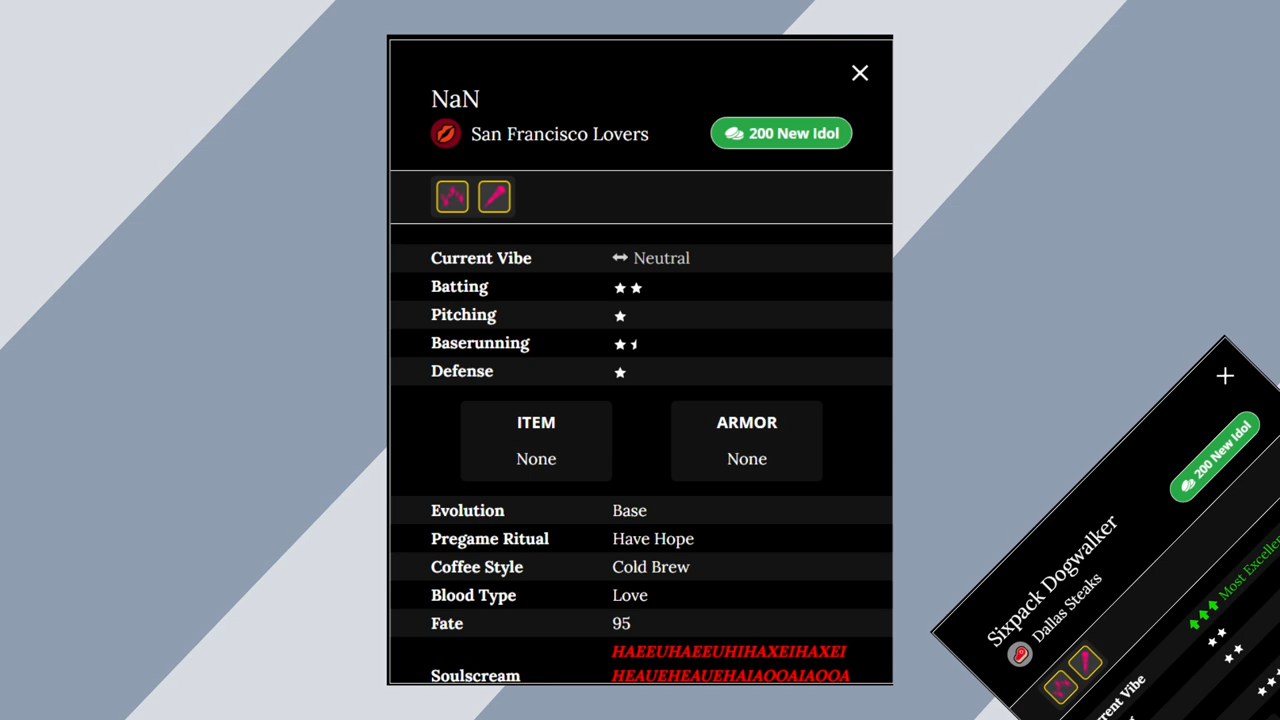 NaN
San Francisco Lovers
200 New Idol
Current Vibe Neutral
Batting
Pitching
Baserunning
Defense
ITEM ARMOR
None None
Evolution Base
Pregame Ritual Have Hope
Coffee Style Cold Brew
Blood Type Love
Fate 95
HAEEUHAEEUHIHAXEIHAXEI
Soulscream HEAUEHEAUEHAIAOOAIAOOA
200 New Idol
Sixpack Dogwalker
Dallas Steaks
Most
Vibe